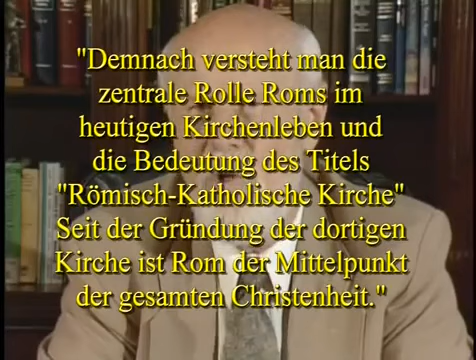 "Demnach versteht man die
zentrale Rolle Roms im
heutigen Kirchenleben und
die Bedeutung des Titels
"Römisch-Katholische Kirche"
Seit der Gründung der dortigen
Kirche ist Rom der Mittelpunkt
der gesamten Christenheit."